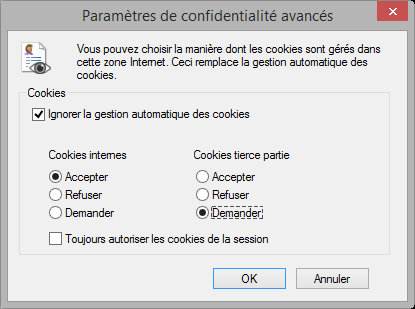 Paramètres de confidentialité avancés
Vous pouvez choisir la manière dont les cookies sont gérés dans
cette zone Internet. Ceci remplace la gestion automatique des
cookies.
Cookies
Ignorer la gestion automatique des cookies
Cookies internes
Cookies tierce partie
Accepter
Accepter
Refuser
Refuser
Demander
Demander
Toujours autoriser les cookies de la session
OK
Annuler